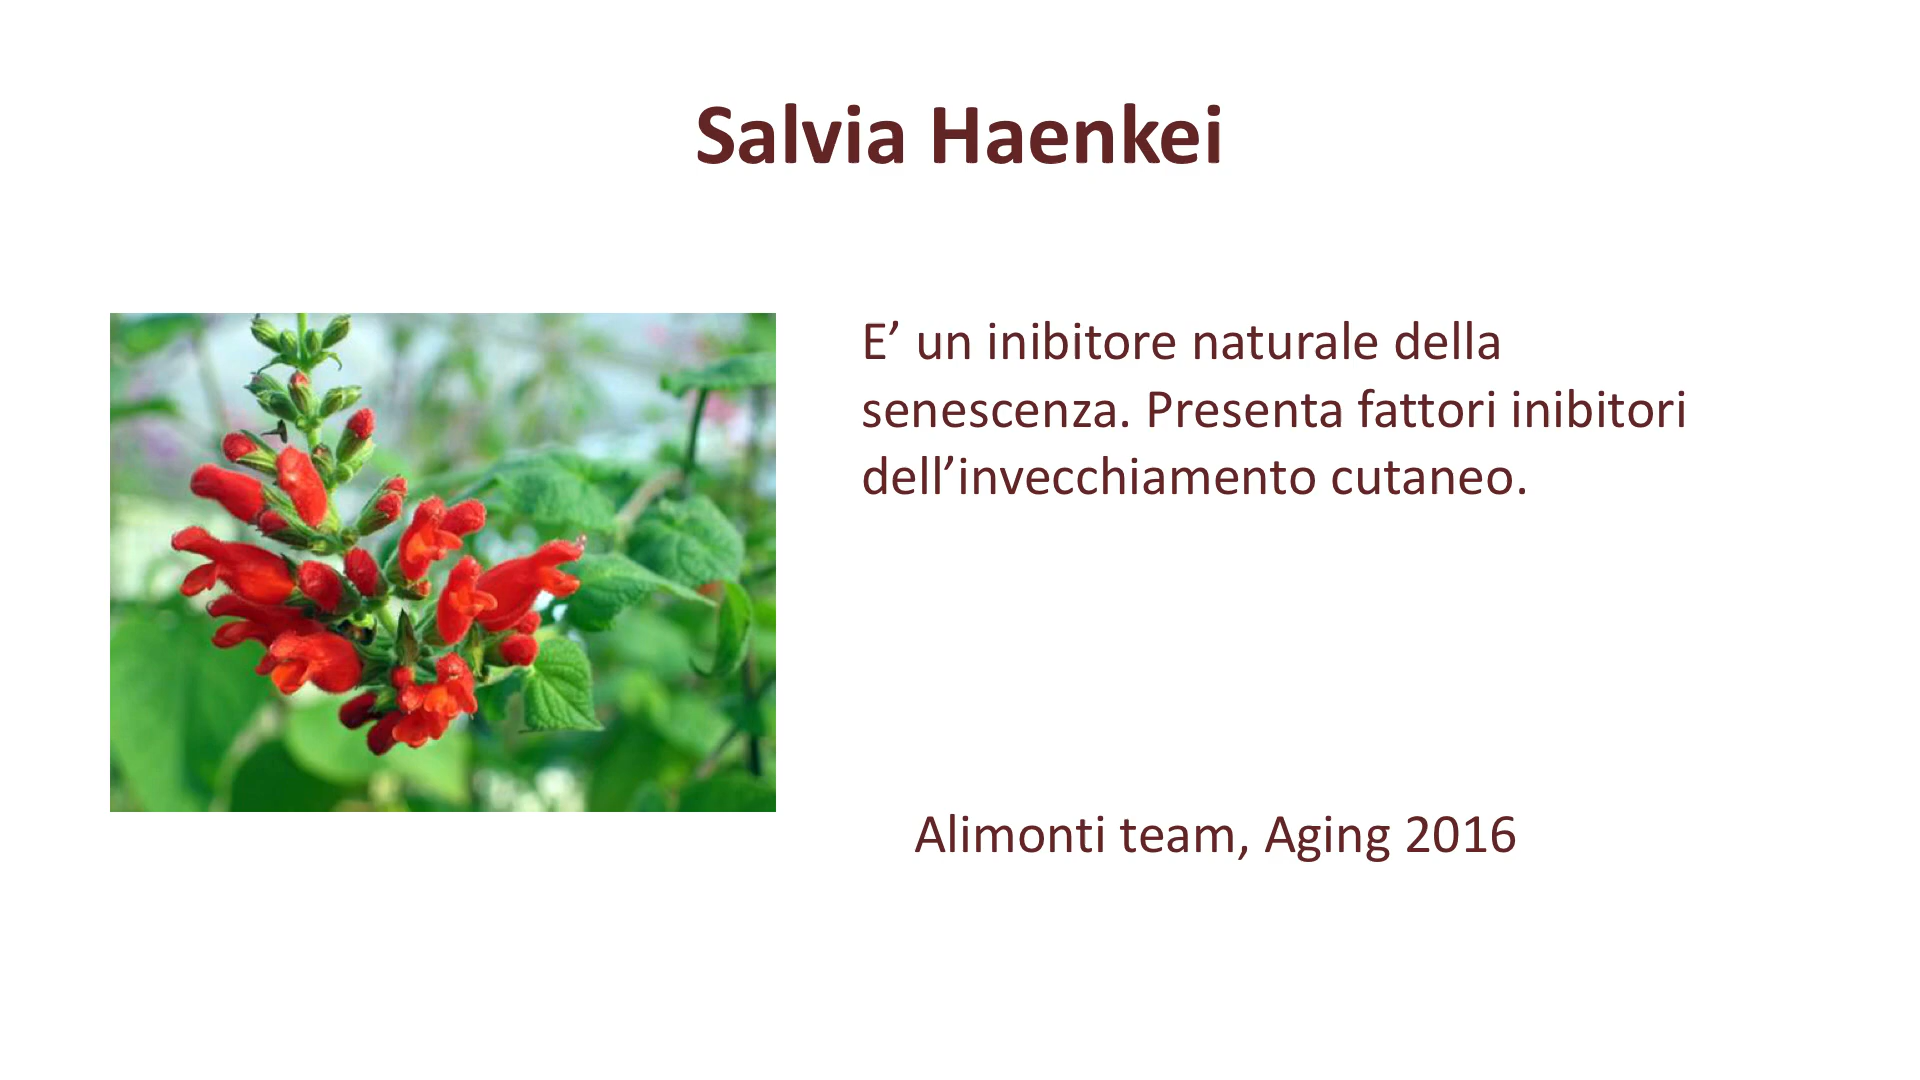 Salvia Haenkei
E’ un inibitore naturale della
senescenza. Presenta fattori inibitori
dell’invecchiamento cutaneo.
Alimonti team, Aging 2016